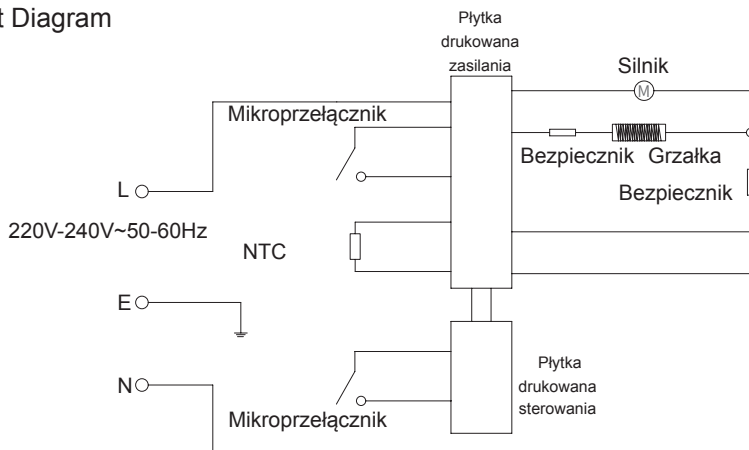 t Diagram
Płytka
drukowana
zasilania
Silnik
M
Mikroprzełącznik
Bezpiecznik Grzałka
Bezpiecznik
L
220V-240V~50-60Hz
NTC
E
N
Płytka
drukowana
sterowania
Mikroprzełącznik